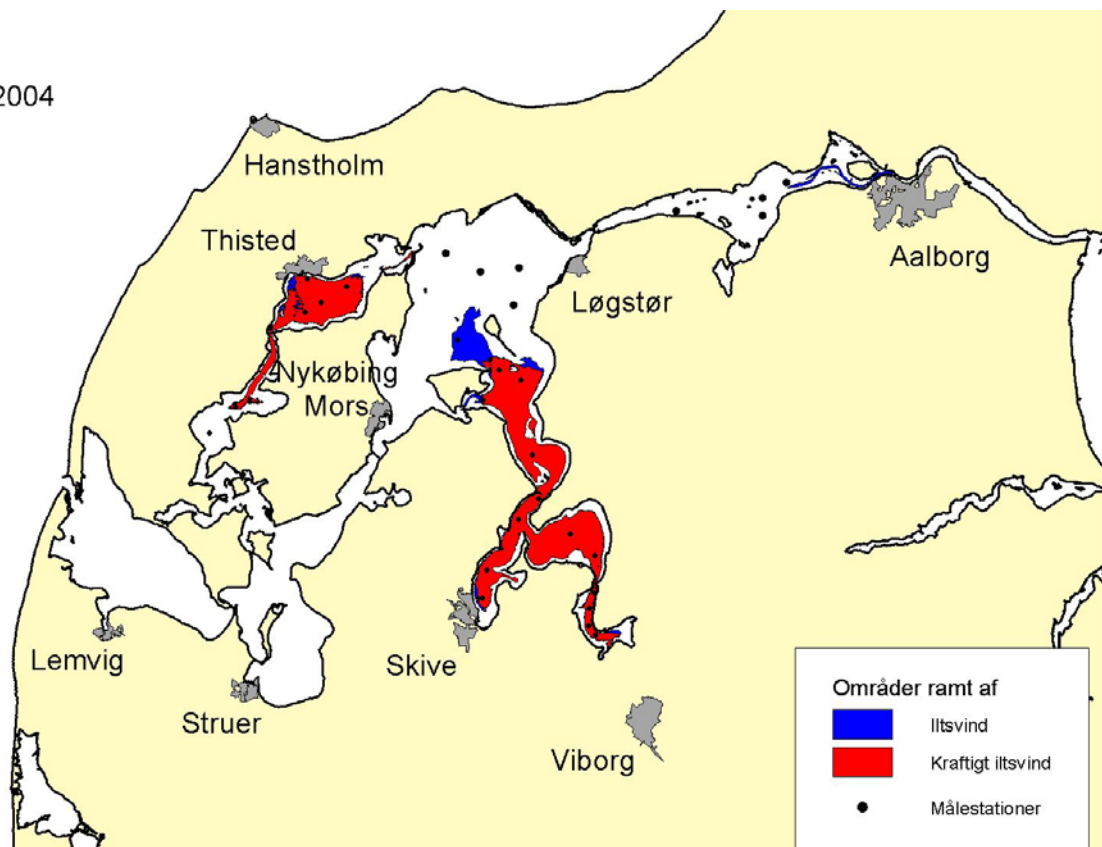 2004
Hanstholm
Thisted
Løgstør
Aalborg
Nykøbing
Mors
Lemvig
Struer
Skive
Viborg
Områder ramt af
Iltsvind
Kraftigt iltsvind
Målestationer